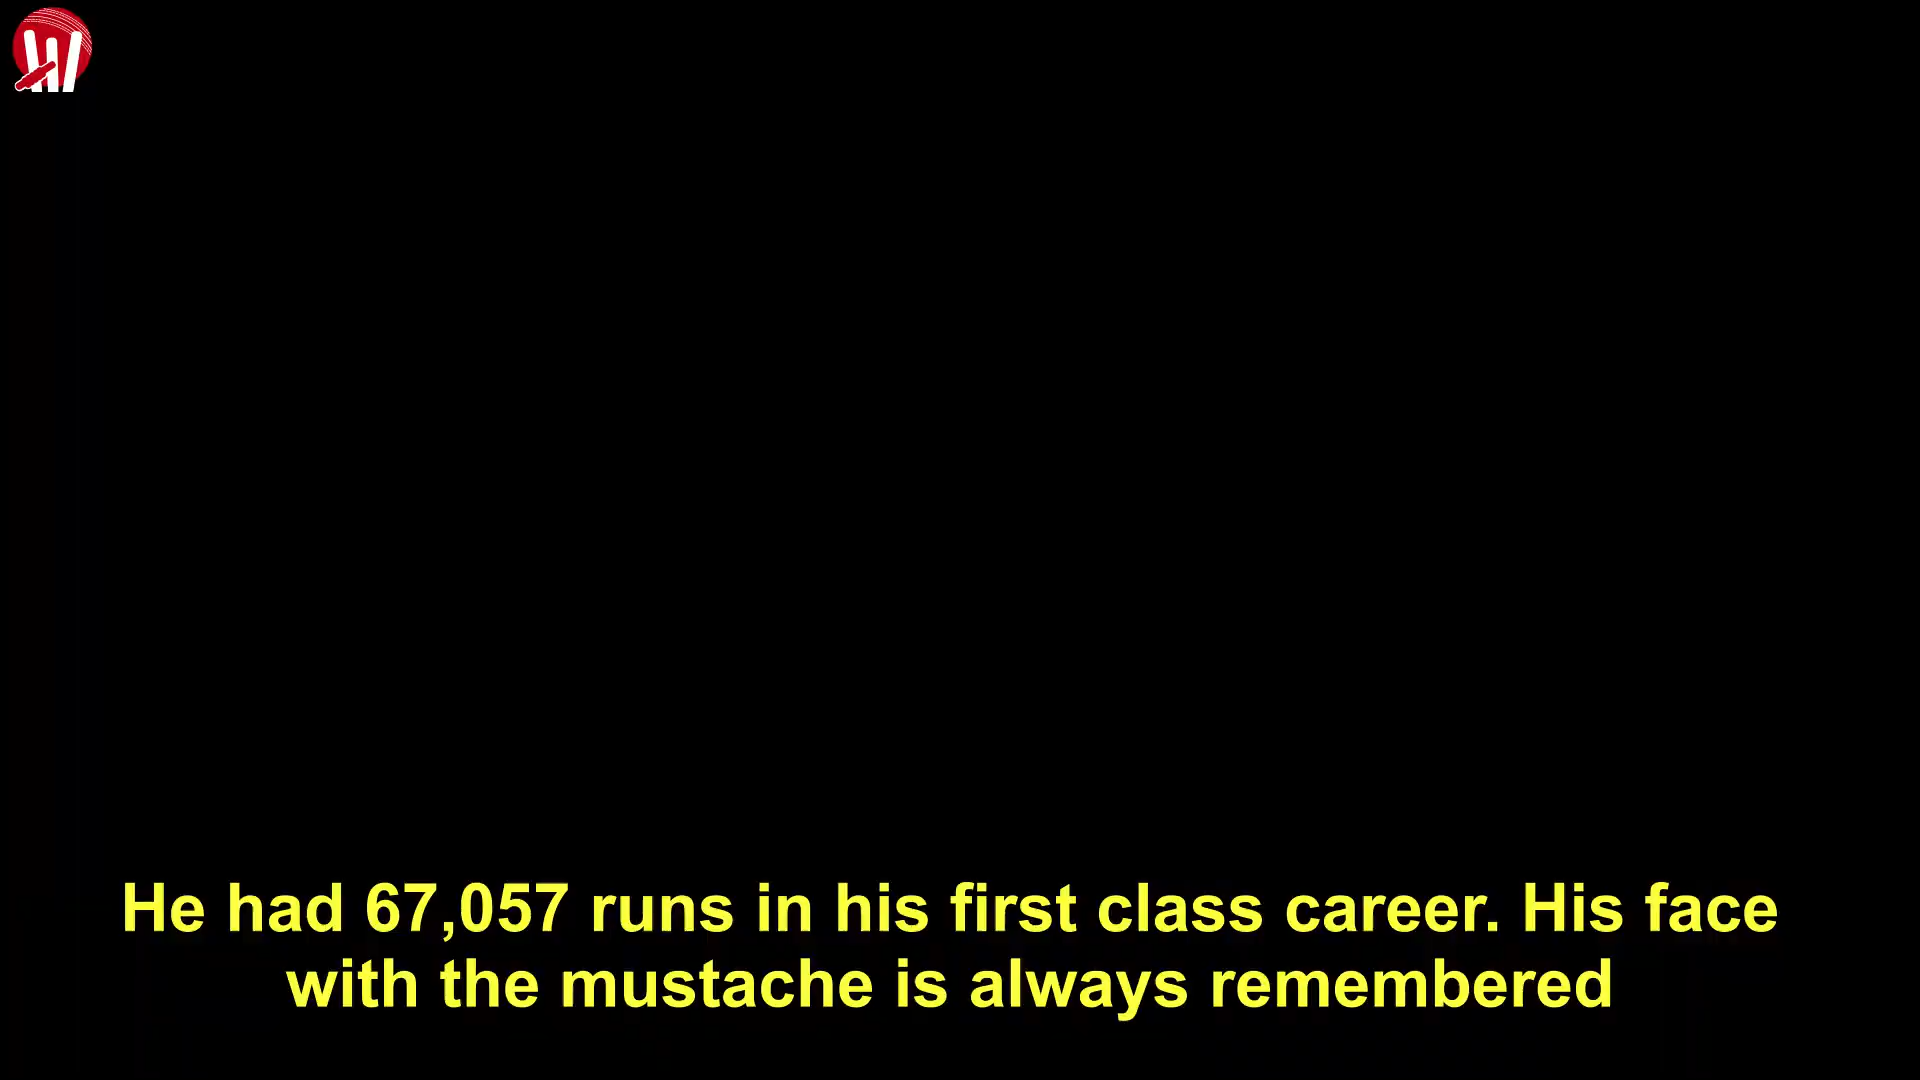 He had 67,057 runs in his first class career. His face
with the mustache is always remembered